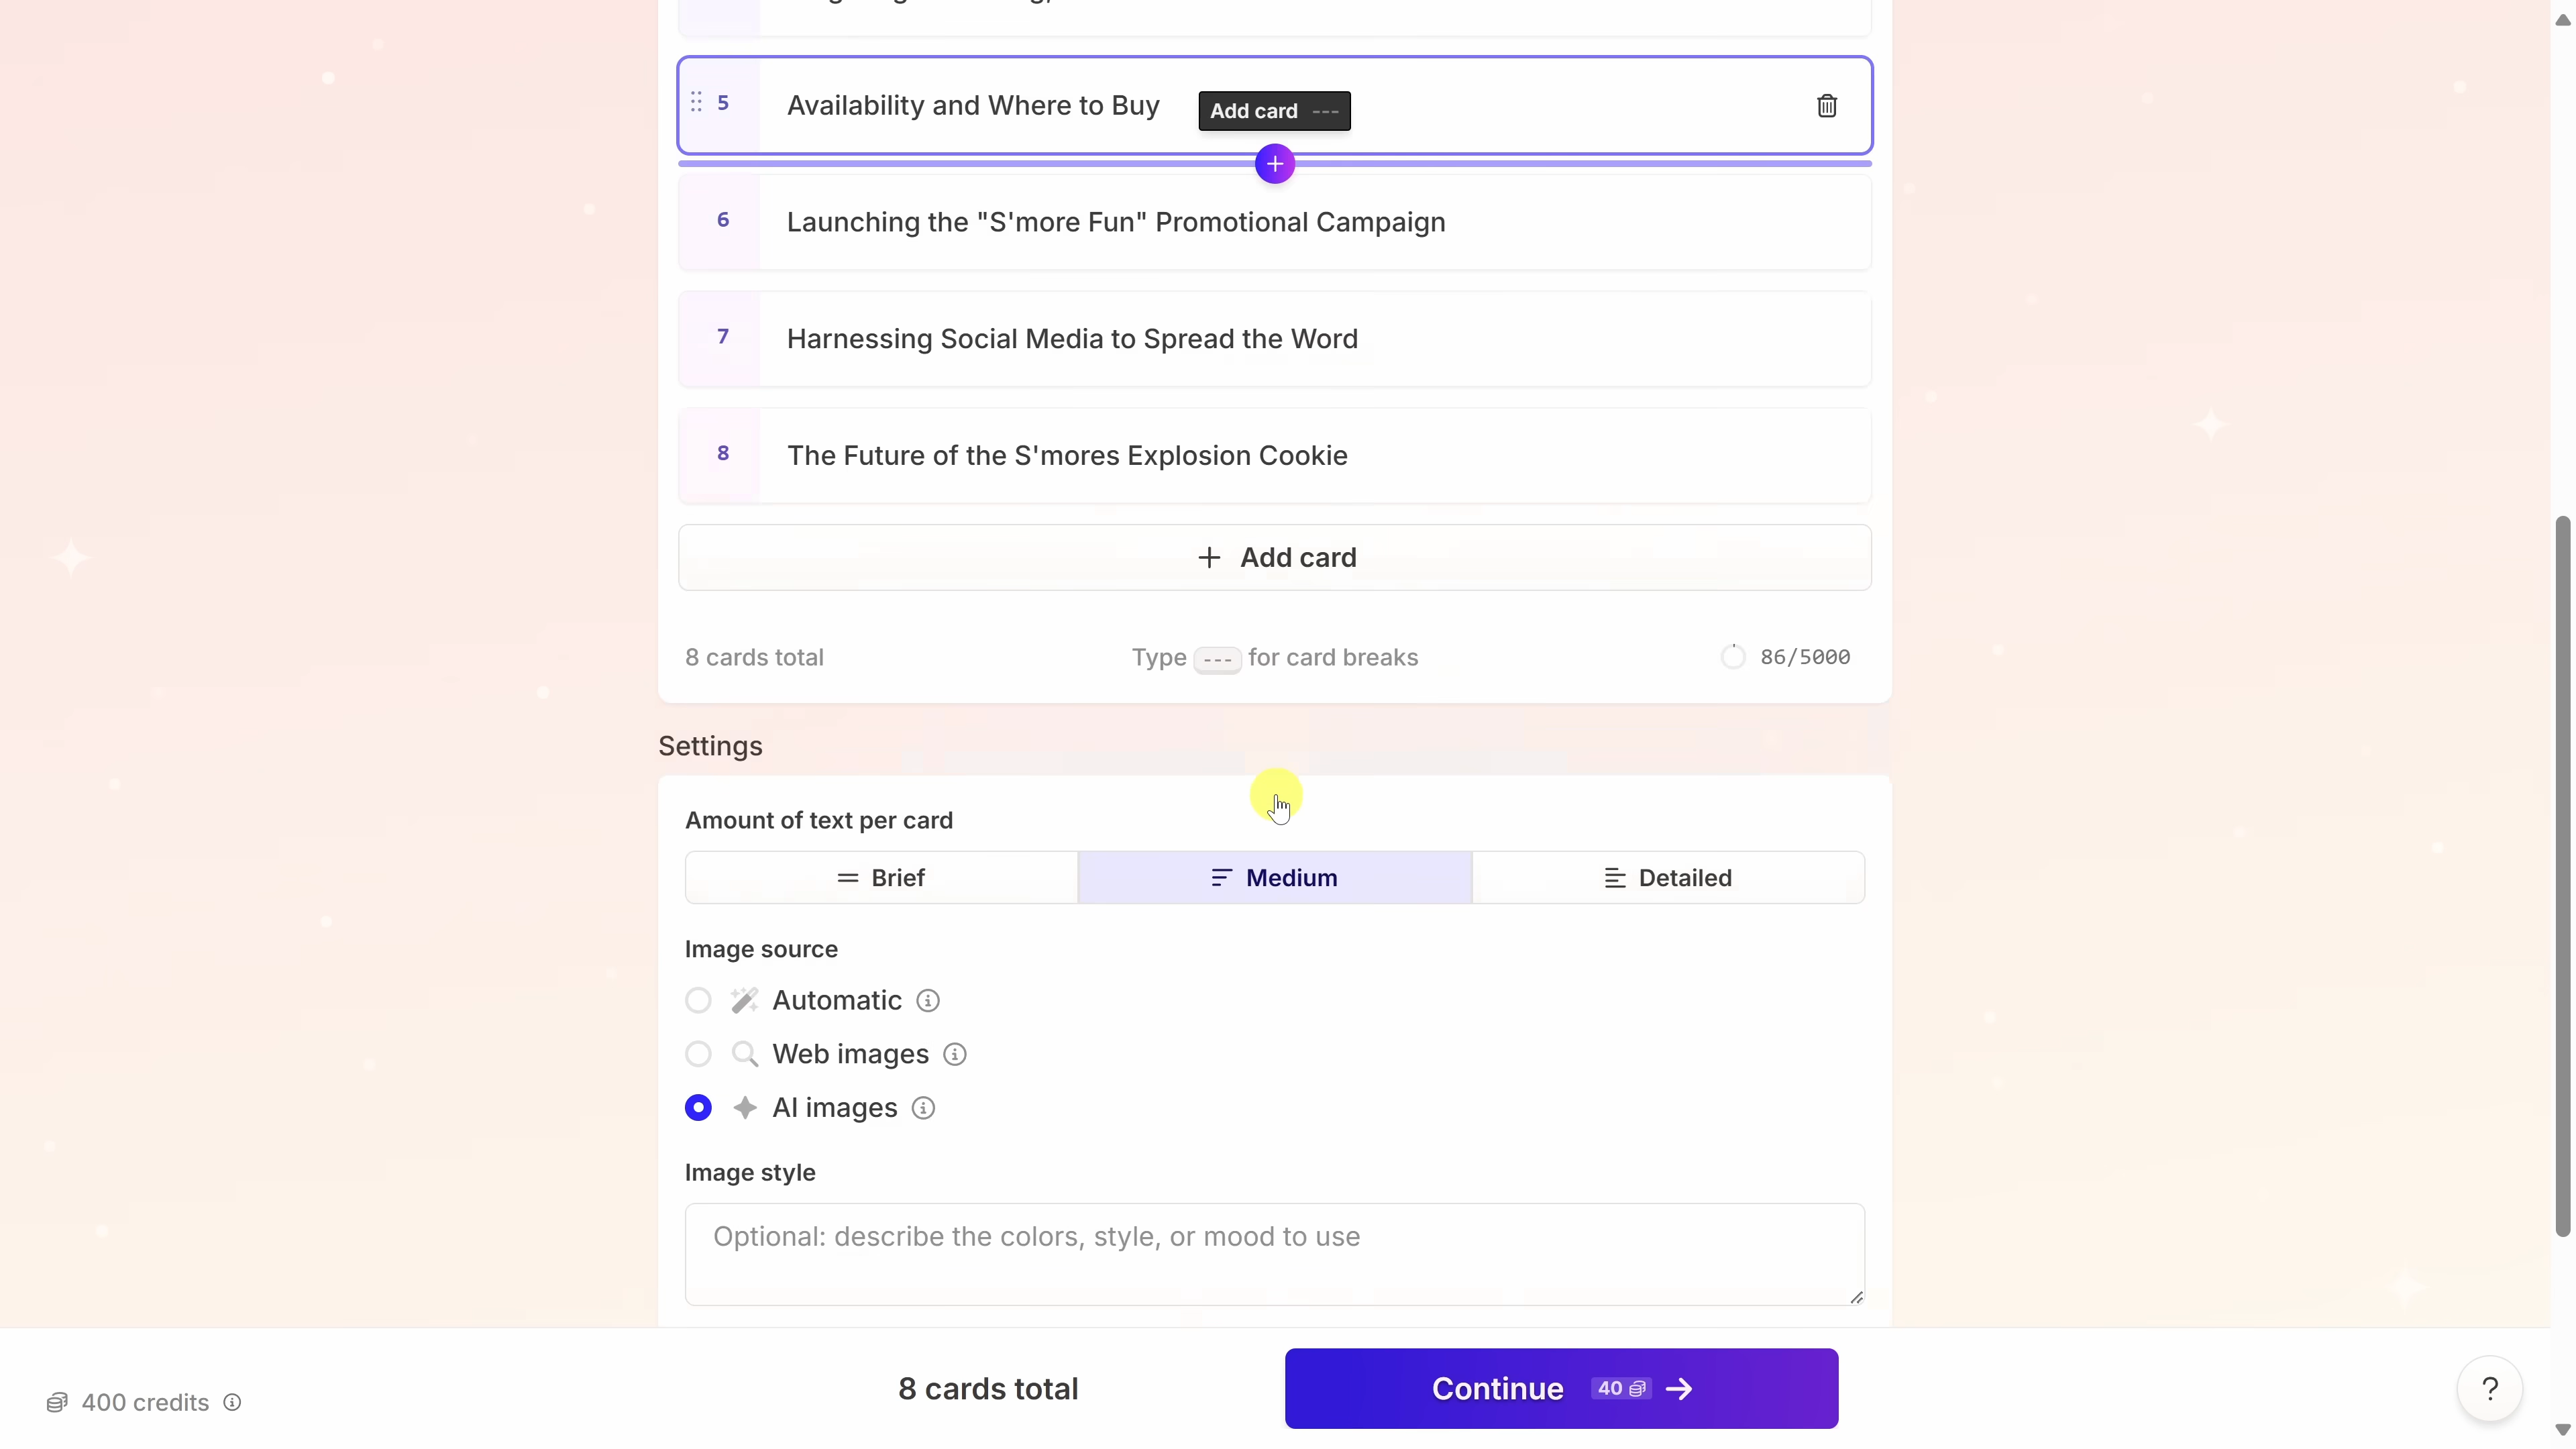 5 Availability and Where to Buy
Add card ---
6 Launching the "S'more Fun" Promotional Campaign
7 Harnessing Social Media to Spread the Word
8 The Future of the S'mores Explosion Cookie
Add card
8 cards total Type --- for card breaks 86/5000
Settings
Amount of text per card
Brief Medium Detailed
Image source
Automatic
Web images
AI images
Image style
Optional: describe the colors, style, or mood to use
400 credits 8 cards total Continue 40 ?